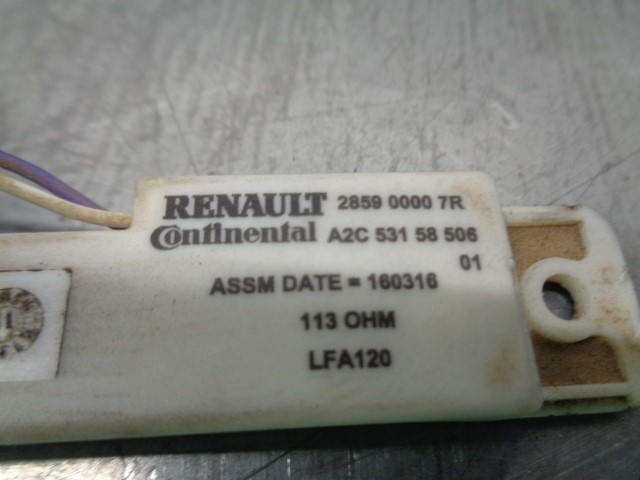 RENAULT 2859 0000 7R
Continental A2C 531 58 506
01
ASSM DATE = 160316
113 OHM
LFA120